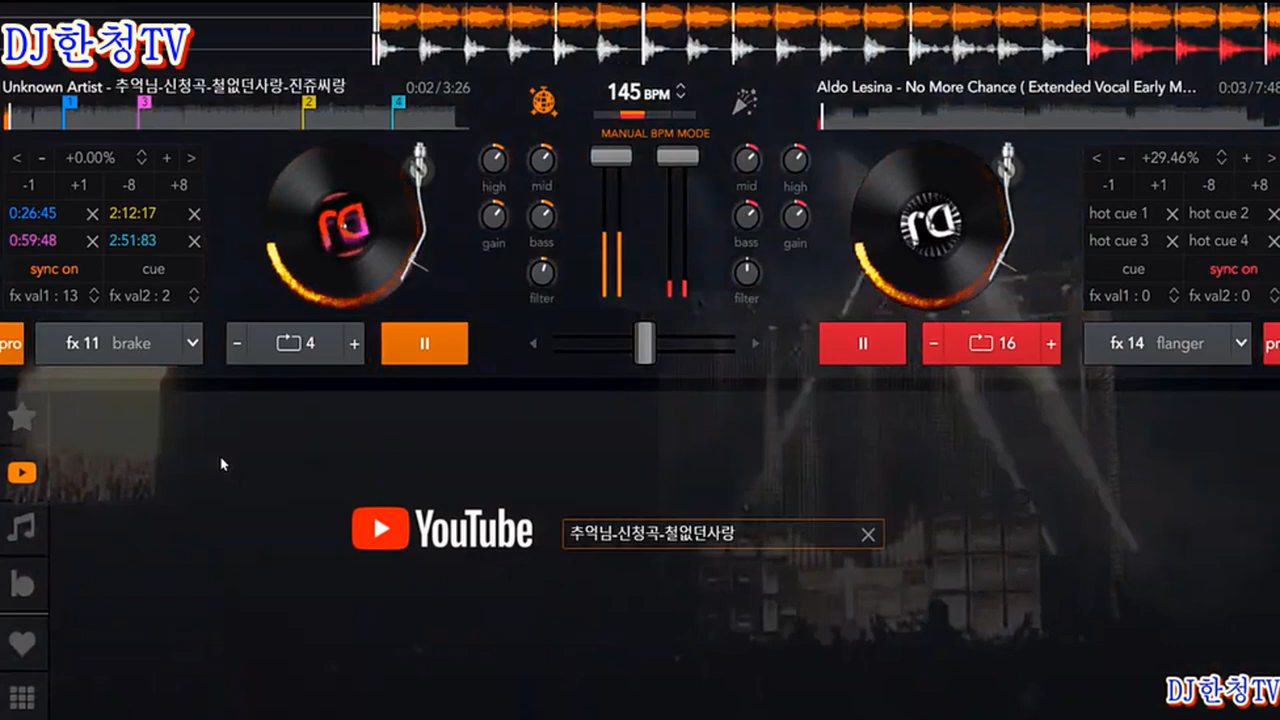 DJ한청TV
Unknown Artist - 추억님-신청곡-철없던사랑-진쥬씨랑
0:02/3:26
1
3
2
4
145 BPM
MANUAL BPM MODE
Aldo Lesina - No More Chance ( Extended Vocal Early M...
0:03/7:48
< - +0.00% + >
-1 +1 -8 +8
0:26:45 × 2:12:17 ×
0:59:48 × 2:51:83 ×
sync on cue
fx val1 : 13 fx val2 : 2
high mid
gain bass
filter
mid high
bass gain
filter
< - +29.46% + >
-1 +1 -8 +8
hot cue 1 × hot cue 2 ×
hot cue 3 × hot cue 4 ×
cue sync on
fx val1 : 0 fx val2 : 0
pro
fx 11 brake
- 4 +
- 16 +
fx 14 flanger
pr
YouTube
추억님-신청곡-철없던사랑 ×
DJ한청TV